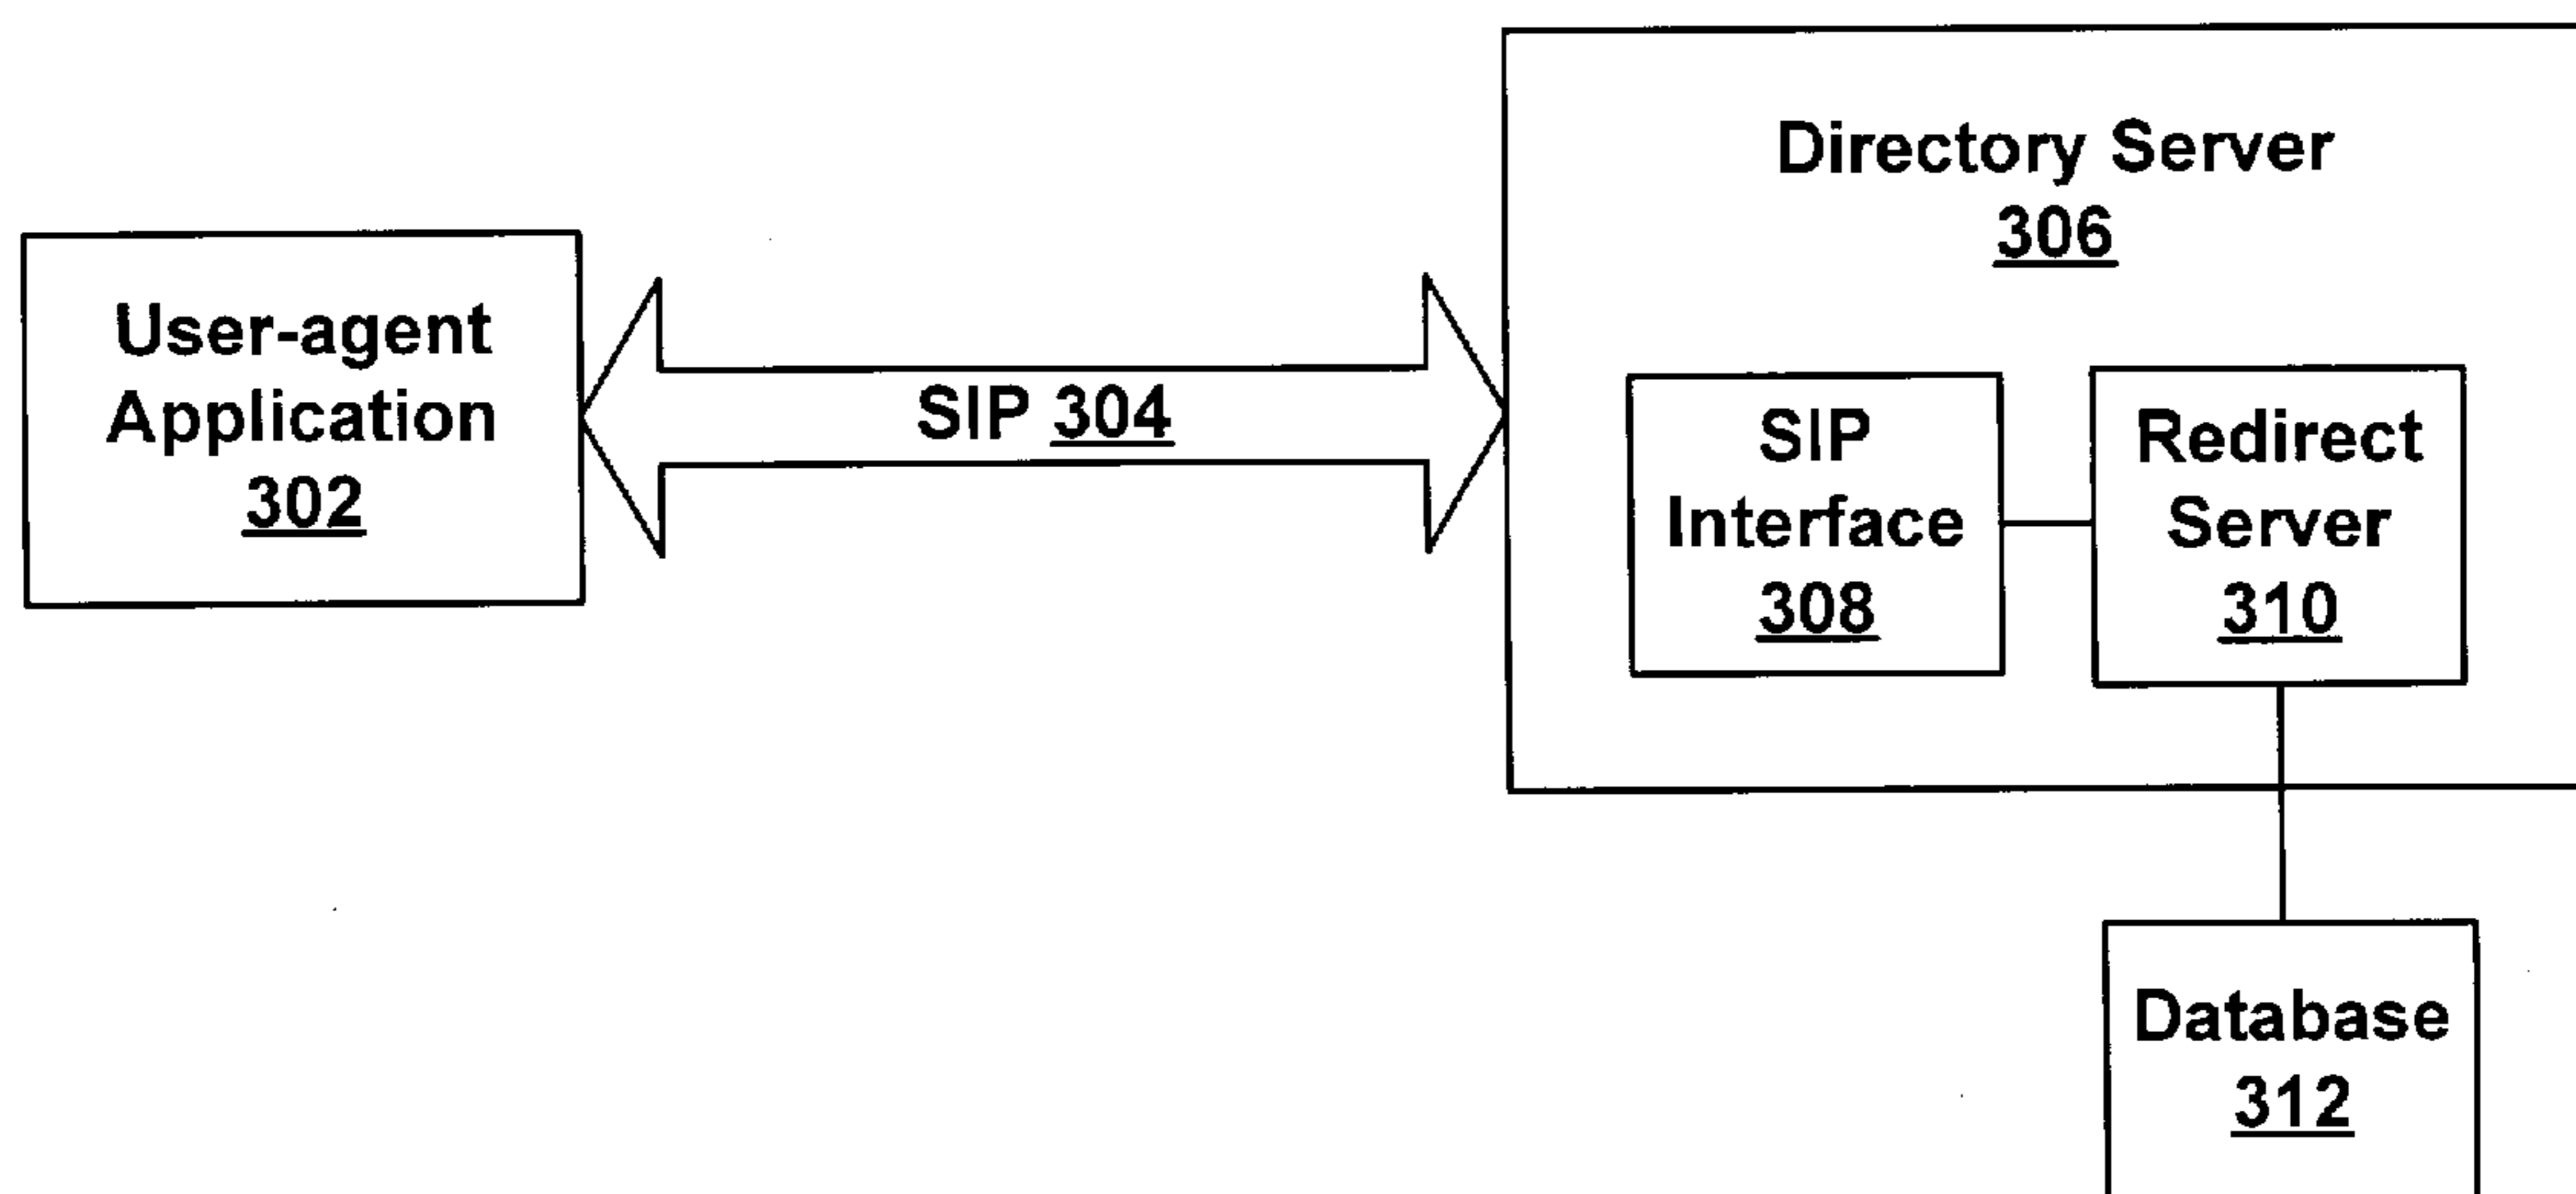 Directory Server
306
User-agent
Application
302
SIP 304
SIP
Interface
308
Redirect
Server
310
Database
312